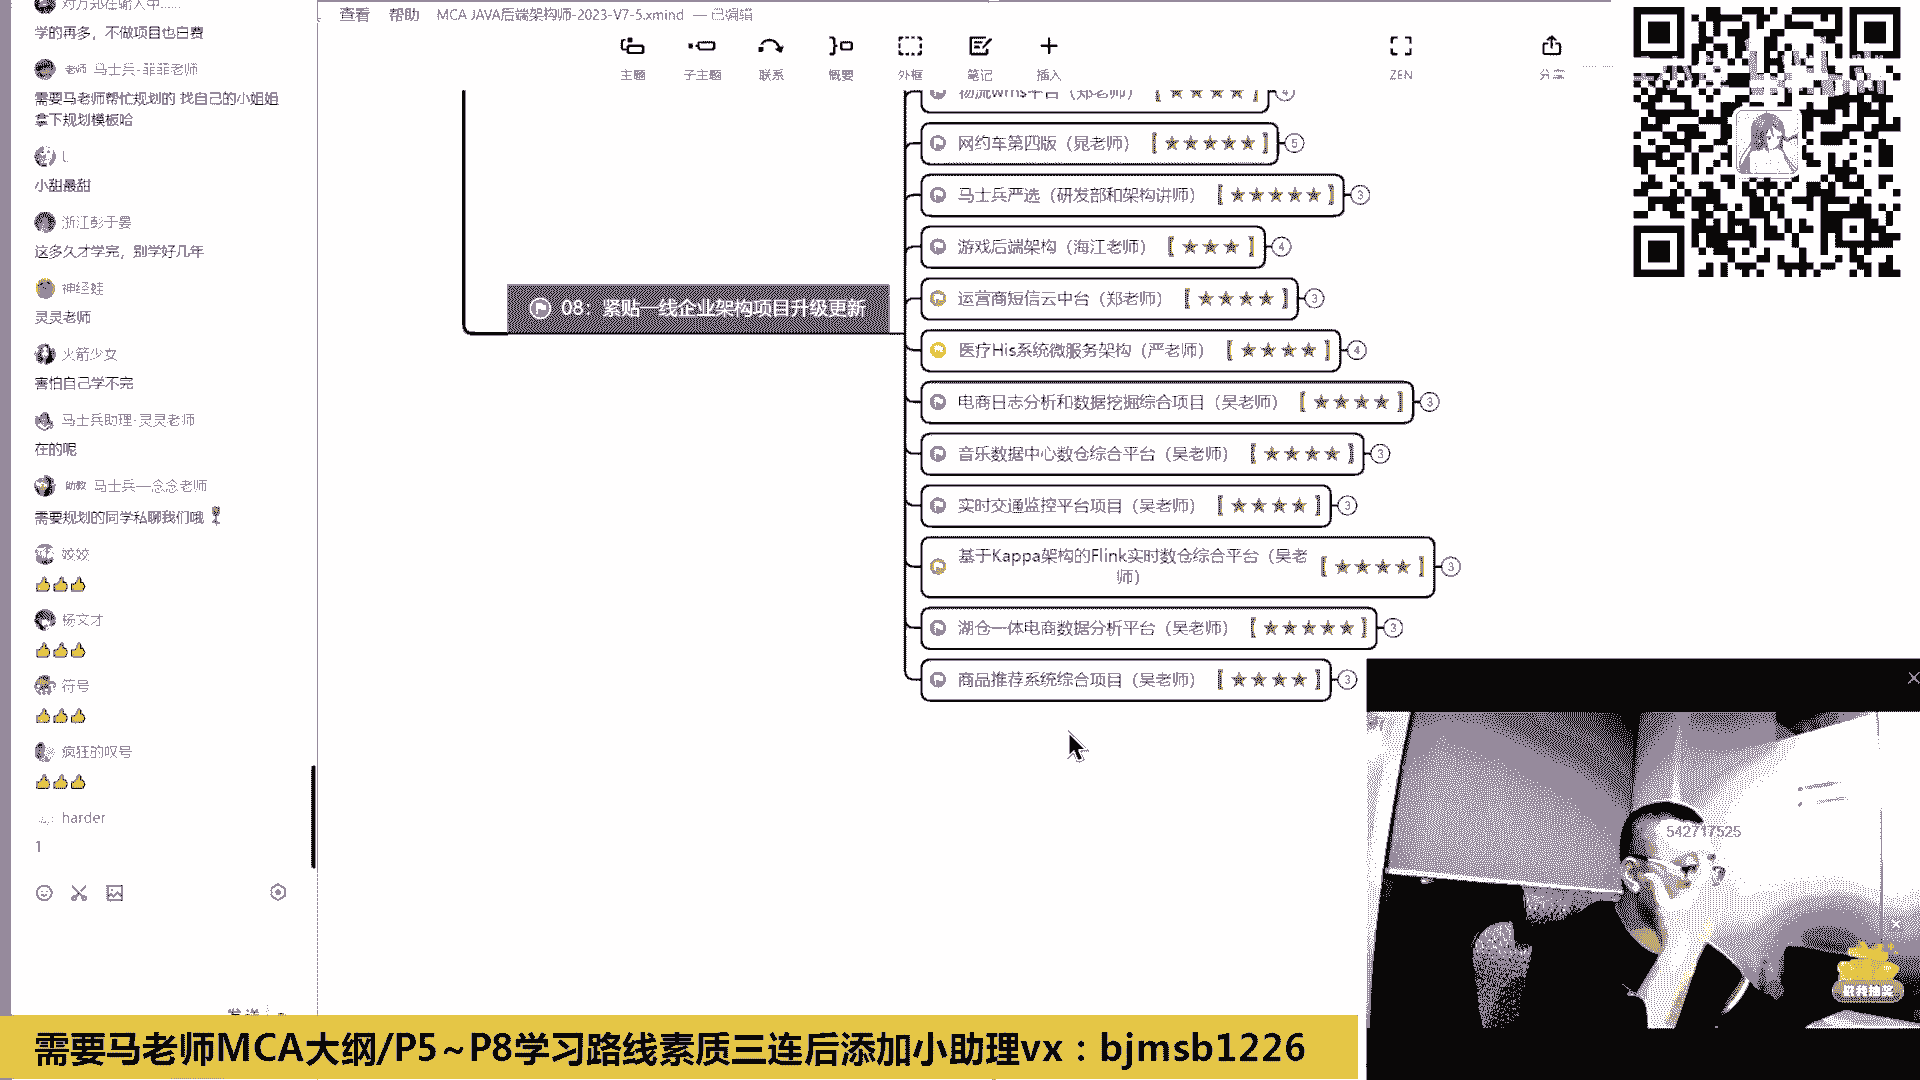 对方正在输入中......
学的再多，不做项目也白费
老师 马士兵-菲菲老师
需要马老师帮忙规划的 找自己的小姐姐
拿下规划模板哈
L
小甜最甜
浙江彭于晏
这多久才学完，别学好几年
神经蛙
灵灵老师
火箭少女
害怕自己学不完
马士兵助理-灵灵老师
在的呢
助教 马士兵—念念老师
需要规划的同学私聊我们哦
姣姣
杨文才
符号
疯狂的叹号
harder
1
查看 帮助 MCA JAVA后端架构师-2023-V7-5.xmind — 已编辑
主题 子主题 联系 概要 外框 笔记 插入 ZEN 分享
物流wms平台（郑老师）【★★★★】 4
网约车第四版（晁老师）【★★★★★】 5
马士兵严选（研发部和架构讲师）【★★★★★】 3
游戏后端架构（海江老师）【★★★】 4
08：紧贴一线企业架构项目升级更新
运营商短信云中台（郑老师）【★★★★】 3
医疗His系统微服务架构（严老师）【★★★★】 4
电商日志分析和数据挖掘综合项目（吴老师）【★★★★】 3
音乐数据中心数仓综合平台（吴老师）【★★★★】 3
实时交通监控平台项目（吴老师）【★★★★】 3
基于Kappa架构的Flink实时数仓综合平台（吴老
师）【★★★★】 3
湖仓一体电商数据分析平台（吴老师）【★★★★★】 3
商品推荐系统综合项目（吴老师）【★★★★】 3
542717525
需要马老师MCA大纲/P5~P8学习路线素质三连后添加小助理vx：bjmsb1226